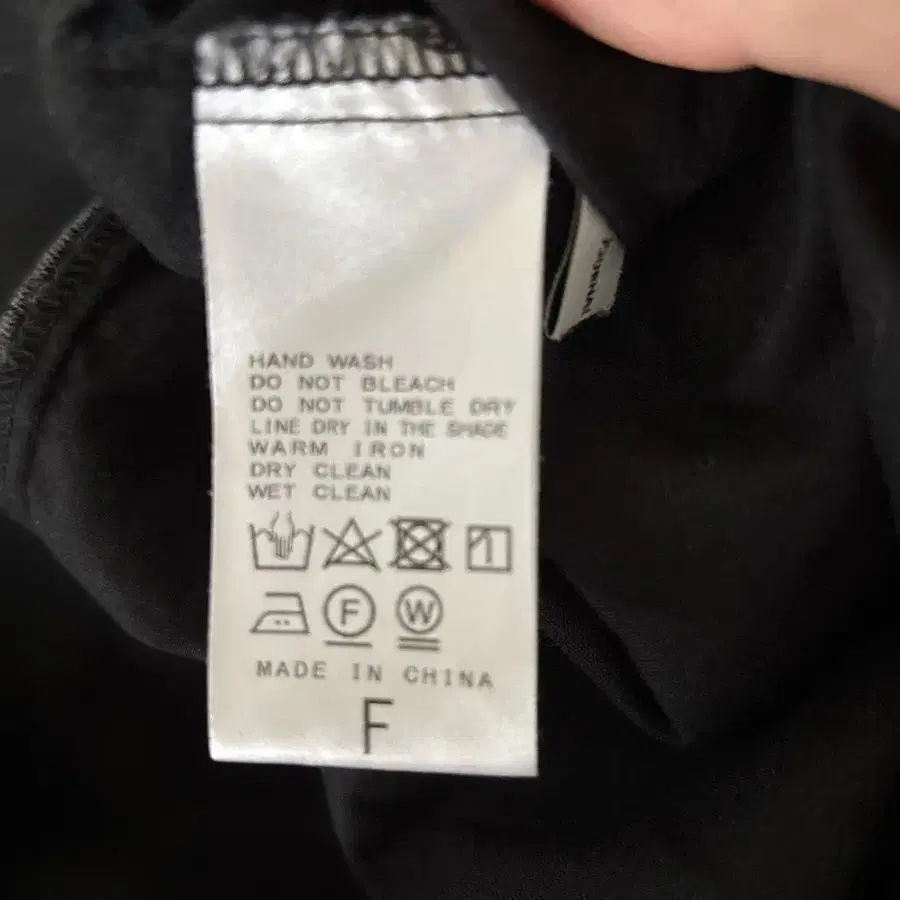 HAND WASH
DO NOT BLEACH
DO NOT TUMBLE DRY
LINE DRY IN THE SHADE
WARM IRON
DRY CLEAN
WET CLEAN
F W
MADE IN CHINA
F